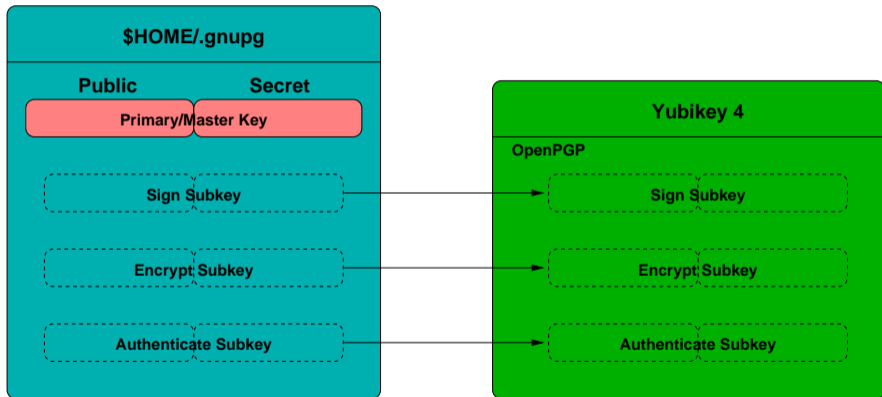 $HOME/.gnupg
Public Secret
Primary/Master Key
Sign Subkey
Encrypt Subkey
Authenticate Subkey
Yubikey 4
OpenPGP
Sign Subkey
Encrypt Subkey
Authenticate Subkey